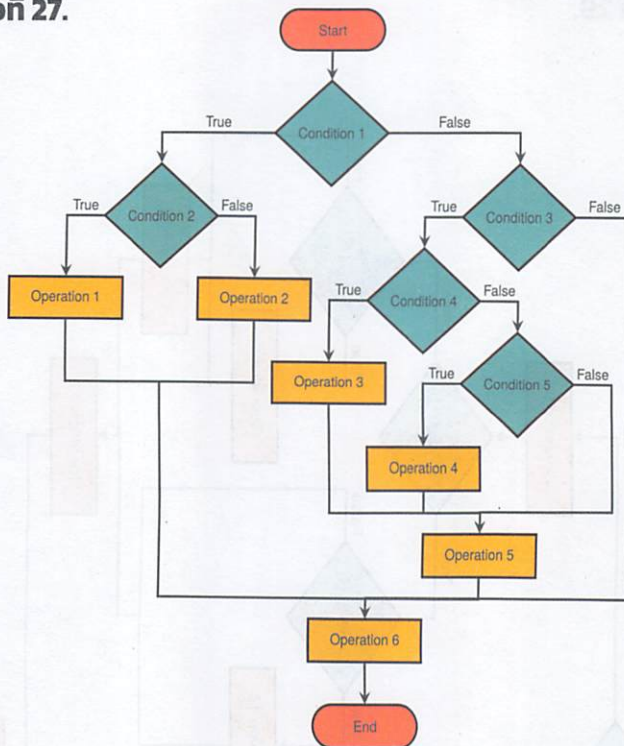 on 27.
Start
Condition 1
True
False
Condition 2
True
False
Condition 3
True
False
Operation 1
Operation 2
Condition 4
True
False
Operation 3
Condition 5
True
False
Operation 4
Operation 5
Operation 6
End